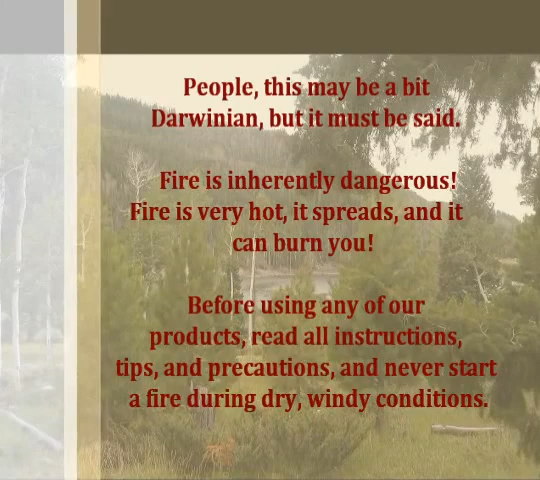 People, this may be a bit
Darwinian, but it must be said.
Fire is inherently dangerous!
Fire is very hot, it spreads, and it
can burn you!
Before using any of our
products, read all instructions,
tips, and precautions, and never start
a fire during dry, windy conditions.